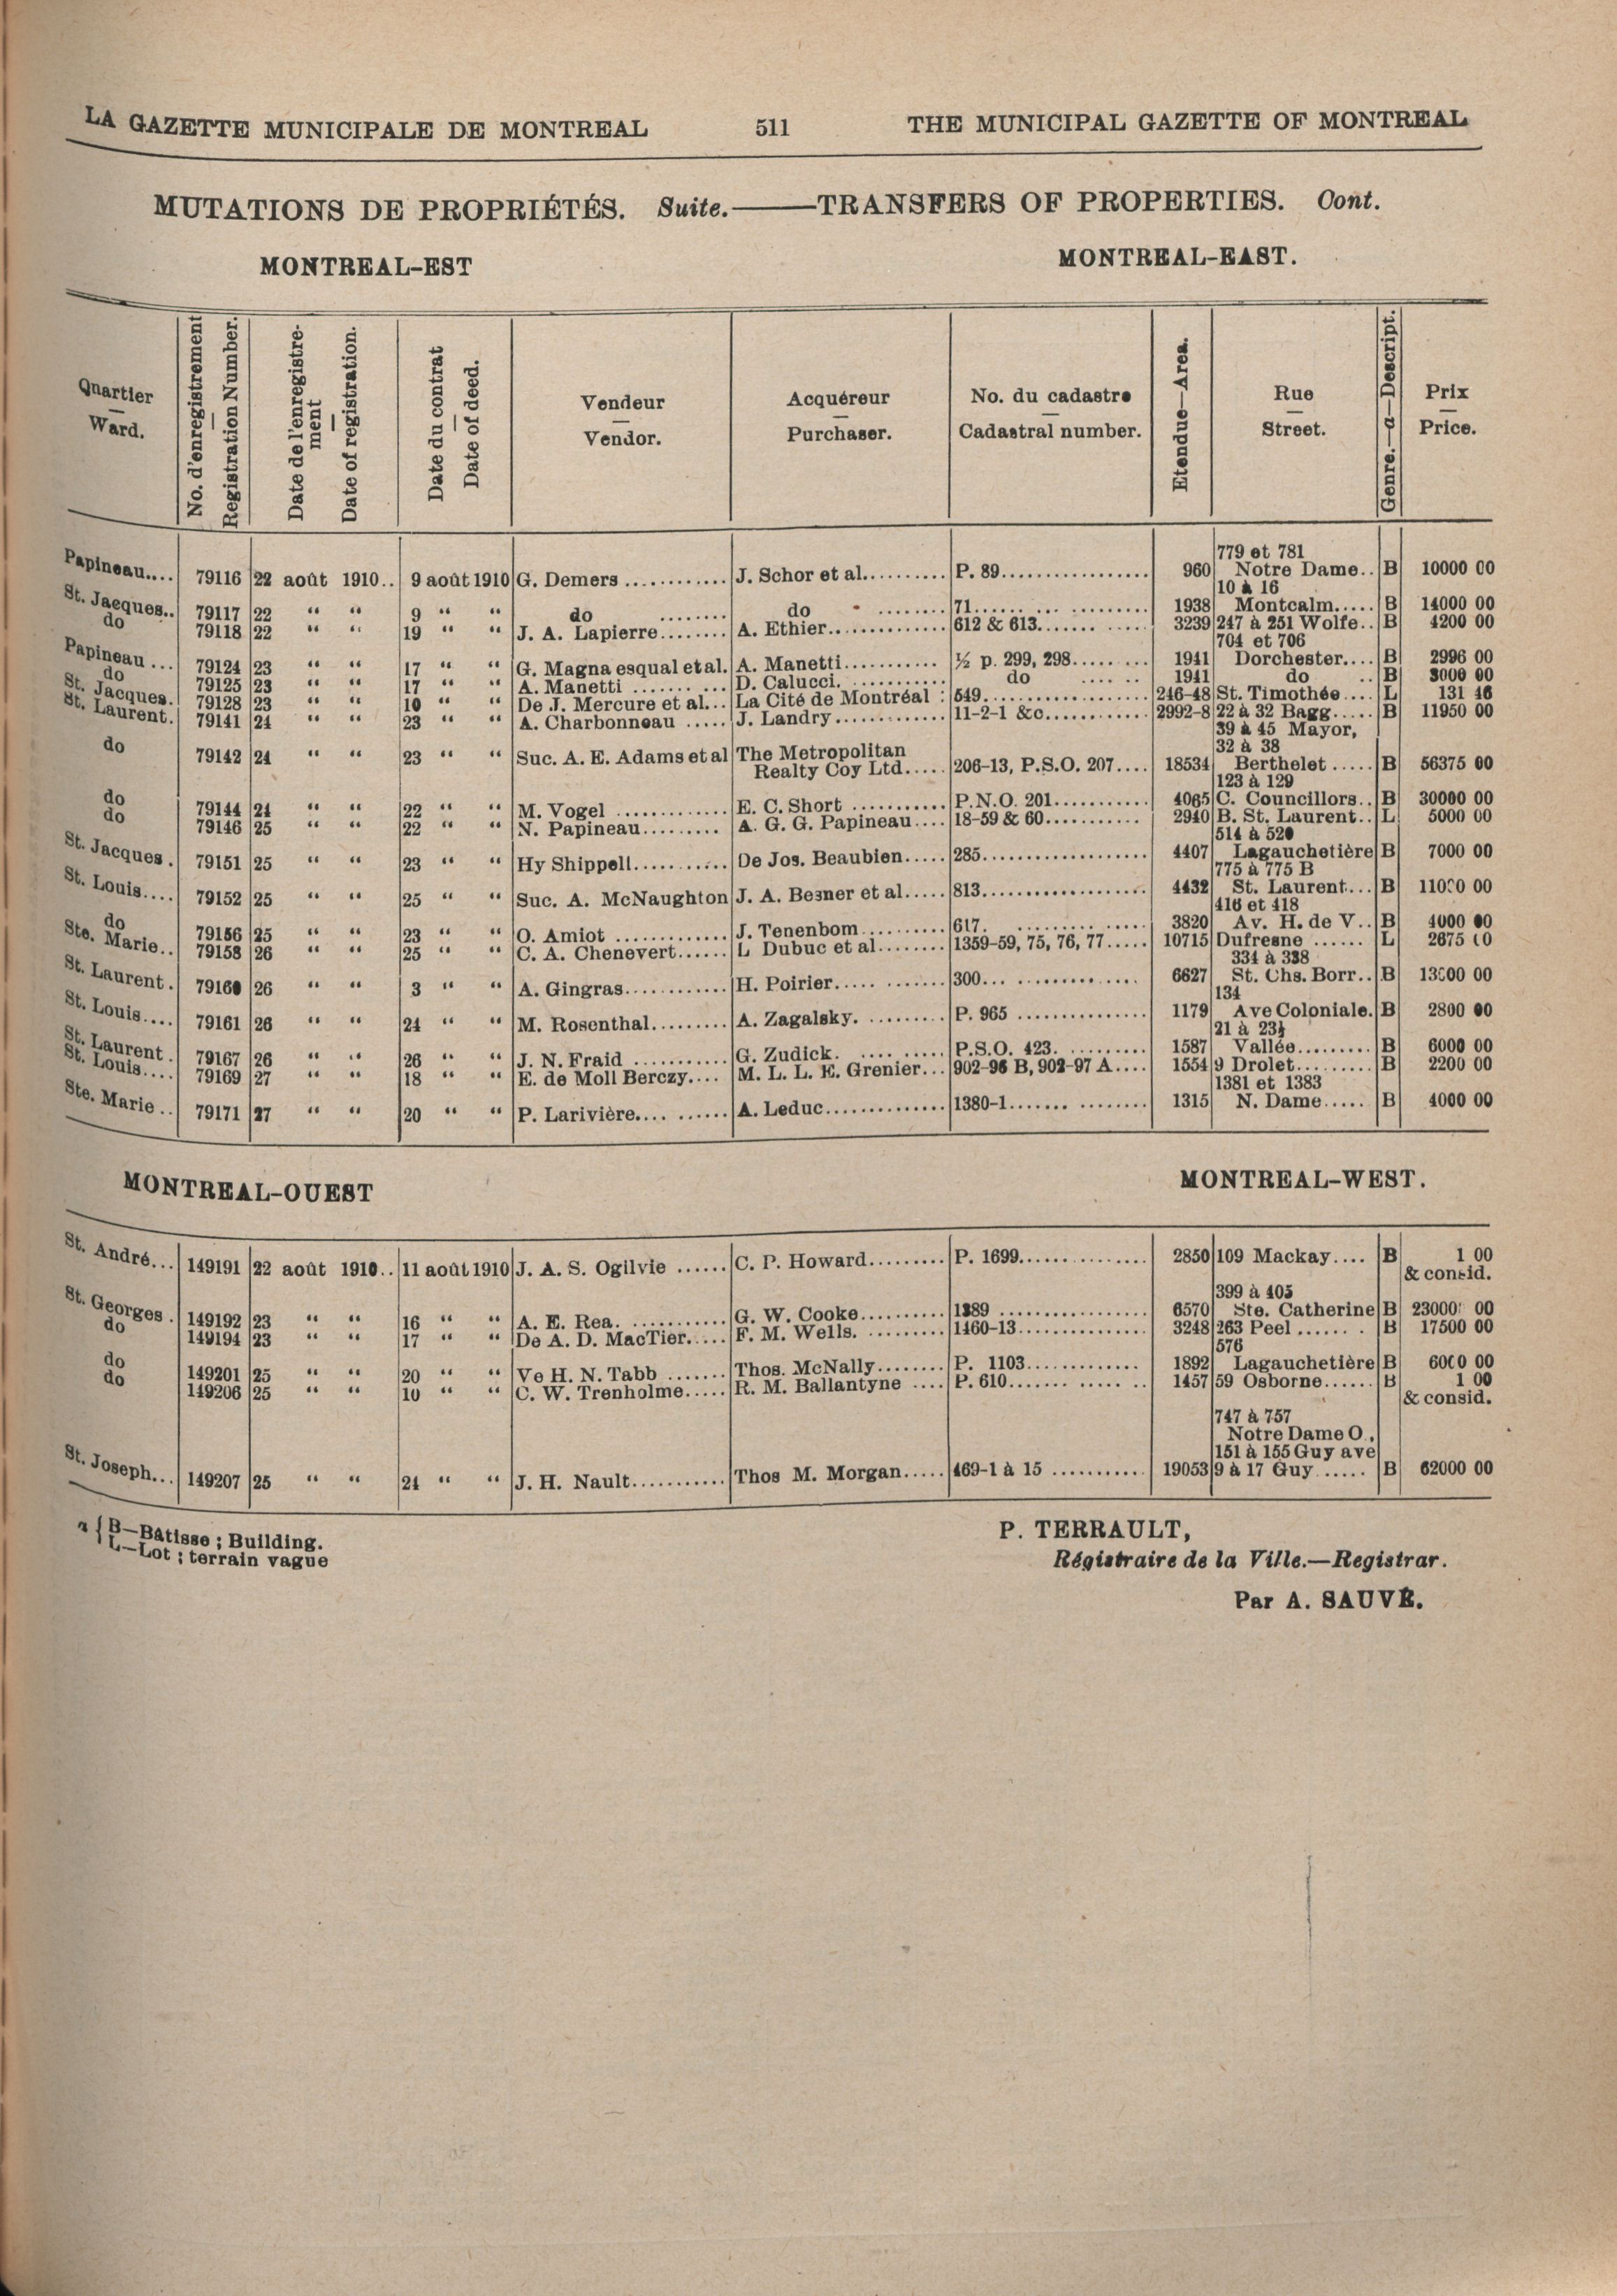 LA GAZETTE MUNICIPALE DE MONTREAL 511 THE MUNICIPAL GAZETTE OF MONTREAL
MUTATIONS DE PROPRIÉTÉS. Suite.——TRANSFERS OF PROPERTIES. Cont.
MONTREAL-EST MONTREAL-EAST.
Quartier — Ward. No. d'enregistrement — Registration Number. Date de l'enregistrement — Date of registration. Date du contrat — Date of deed. Vendeur — Vendor. Acquéreur — Purchaser. No. du cadastre — Cadastral number. Etendue—Area. Rue — Street. Genre.—a—Descript. Prix — Price.
779 et 781
Papineau.... 79116 22 août 1910.. 9 août 1910 G. Demers ............ J. Schor et al.......... P. 89.................. 960 Notre Dame.. B 10000 00
10 à 16
St. Jacques.. 79117 22 “ “ 9 “ “ do ........ do ........ 71...... ... ......... 1938 Montcalm..... B 14000 00
do 79118 22 “ “ 19 “ “ J. A. Lapierre........ A. Ethier.............. 612 & 613....... ...... 3239 247 à 251 Wolfe.. B 4200 00
704 et 706
Papineau ... 79124 23 “ “ 17 “ “ G. Magna esqual et al. A. Manetti........... ½ p. 299, 298..... ... 1941 Dorchester.... B 2996 00
do 79125 23 “ “ 17 “ “ A. Manetti ....... ... D. Calucci. ........... do .... .. 1941 do .. B 3000 00
St. Jacques. 79128 23 “ “ 10 “ “ De J. Mercure et al... La Cité de Montréal : 549................... 246-48 St. Timothée.... L 131 46
St. Laurent. 79141 24 “ “ 23 “ “ A. Charbonneau ..... J. Landry............. 11-2-1 &c............ 2992-8 22 à 32 Bagg..... B 11950 00
39 à 45 Mayor,
32 à 38
do 79142 24 “ “ 23 “ “ Suc. A. E. Adams et al The Metropolitan
Realty Coy Ltd..... 206-13, P.S.O. 207.... 18534 Berthelet ..... B 56375 00
123 à 129
do 79144 24 “ “ 22 “ “ M. Vogel ............. E. C. Short ........... P.N.O. 201........... 4065 C. Councillors.. B 30000 00
do 79146 25 “ “ 22 “ “ N. Papineau......... A. G. G. Papineau.... 18-59 & 60........... 2940 B. St. Laurent.. L 5000 00
514 à 520
St. Jacques . 79151 25 “ “ 23 “ “ Hy Shippell........... De Jos. Beaubien..... 285................... 4407 Lagauchetière B 7000 00
775 à 775 B
St. Louis.... 79152 25 “ “ 25 “ “ Suc. A. McNaughton J. A. Besner et al..... 813................... 4432 St. Laurent... B 11000 00
416 et 418
do 79156 25 “ “ 23 “ “ O. Amiot ............. J. Tenenbom.......... 617. ................ 3820 Av. H. de V.. B 4000 00
Ste. Marie.. 79158 26 “ “ 25 “ “ C. A. Chenevert...... L Dubuc et al........ 1359-59, 75, 76, 77..... 10715 Dufresne ...... L 2675 00
334 à 338
St. Laurent . 79160 26 “ “ 3 “ “ A. Gingras............ H. Poirier..... ....... 300... ............. 6627 St. Chs. Borr.. B 13500 00
134
St. Louis.... 79161 26 “ “ 24 “ “ M. Rosenthal......... A. Zagalsky. ......... P. 965 .............. 1179 Ave Coloniale. B 2800 00
21 à 23½
St. Laurent . 79167 26 “ “ 26 “ “ J. N. Fraid ........... G. Zudick. .... ...... P.S.O. 423. ......... 1587 Vallée......... B 6000 00
St. Louis.... 79169 27 “ “ 18 “ “ E. de Moll Berczy.... M. L. L. E. Grenier... 902-96 B, 902-97 A.... 1554 9 Drolet......... B 2200 00
1381 et 1383
Ste. Marie .. 79171 27 “ “ 20 “ “ P. Larivière.... ...... A. Leduc.............. 1380-1....... ........ 1315 N. Dame..... B 4000 00
MONTREAL-OUEST MONTREAL-WEST.
St. André... 149191 22 août 1910.. 11 août 1910 J. A. S. Ogilvie ...... C. P. Howard......... P. 1699............... 2850 109 Mackay.... B 1 00
& consid.
399 à 405
St. Georges . 149192 23 “ “ 16 “ “ A. E. Rea. ........... G. W. Cooke.......... 1389 ................. 6570 Ste. Catherine B 23000 00
do 149194 23 “ “ 17 “ “ De A. D. MacTier..... F. M. Wells. ......... 1460-13............... 3248 263 Peel ...... . B 17500 00
576
do 149201 25 “ “ 20 “ “ Ve H. N. Tabb ....... Thos. McNally........ P. 1103............. 1892 Lagauchetière B 6000 00
do 149206 25 “ “ 10 “ “ C. W. Trenholme..... R. M. Ballantyne .... P. 610....... ..... .. 1457 59 Osborne...... B 1 00
& consid.
747 à 757
Notre Dame O.,
151 à 155 Guy ave
St. Joseph... 149207 25 “ “ 24 “ “ J. H. Nault........... Thos M. Morgan..... 469-1 à 15 ........... 19053 9 à 17 Guy ...... B 62000 00
a { B—Bâtisse ; Building.
L—Lot ; terrain vague
P. TERRAULT,
Régistraire de la Ville.—Registrar.
Par A. SAUVÉ.